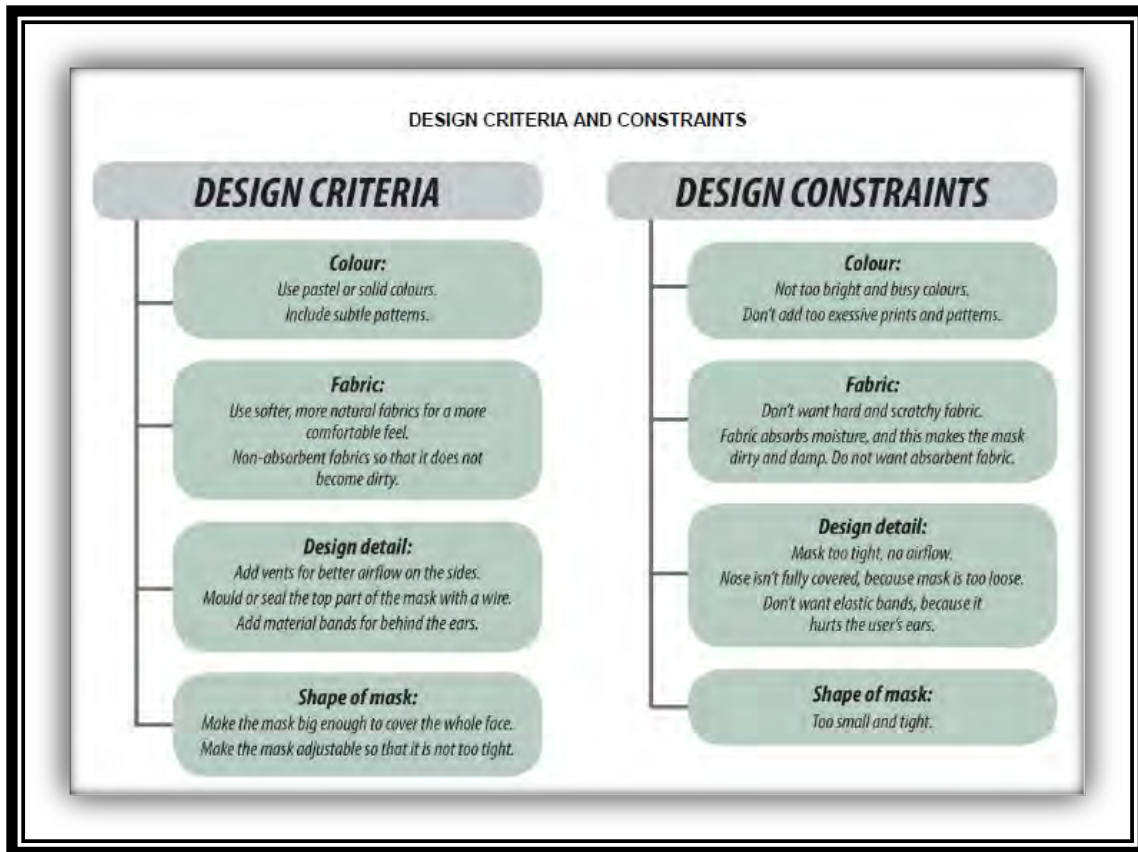 DESIGN CRITERIA AND CONSTRAINTS
DESIGN CRITERIA
Colour:
Use pastel or solid colours.
Include subtle patterns.
Fabric:
Use softer, more natural fabrics for a more
comfortable feel.
Non-absorbent fabrics so that it does not
become dirty.
Design detail:
Add vents for better airflow on the sides.
Mould or seal the top part of the mask with a wire.
Add material bands for behind the ears.
Shape of mask:
Make the mask big enough to cover the whole face.
Make the mask adjustable so that it is not too tight.
DESIGN CONSTRAINTS
Colour:
Not too bright and busy colours.
Don't add too exessive prints and patterns.
Fabric:
Don't want hard and scratchy fabric.
Fabric absorbs moisture, and this makes the mask
dirty and damp. Do not want absorbent fabric.
Design detail:
Mask too tight, no airflow.
Nose isn't fully covered, because mask is too loose.
Don't want elastic bands, because it
hurts the user's ears.
Shape of mask:
Too small and tight.